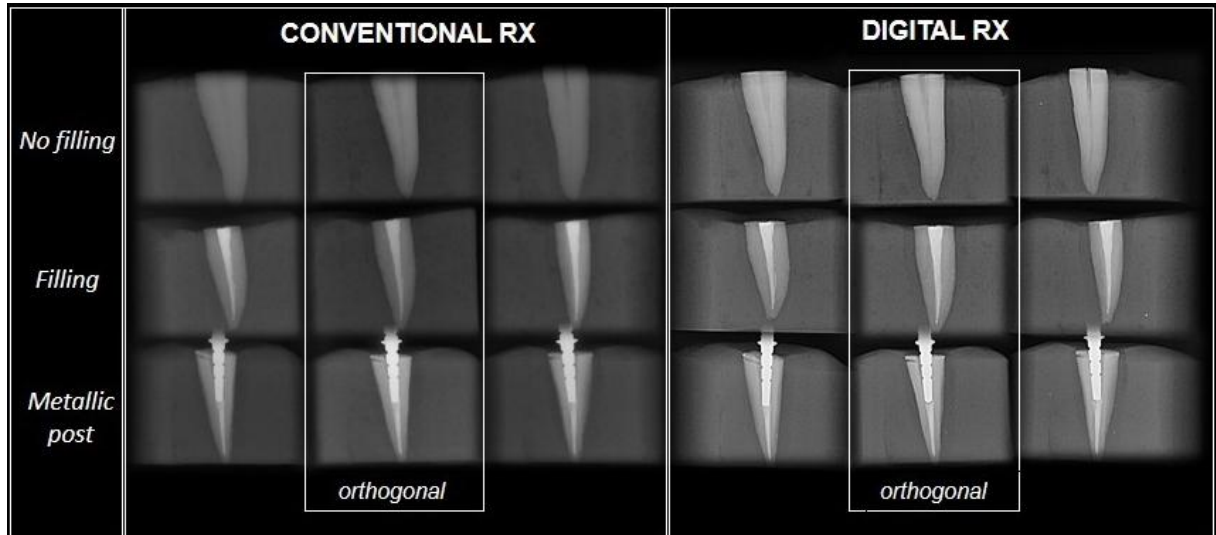 CONVENTIONAL RX
DIGITAL RX
No filling
Filling
Metallic
post
orthogonal
orthogonal